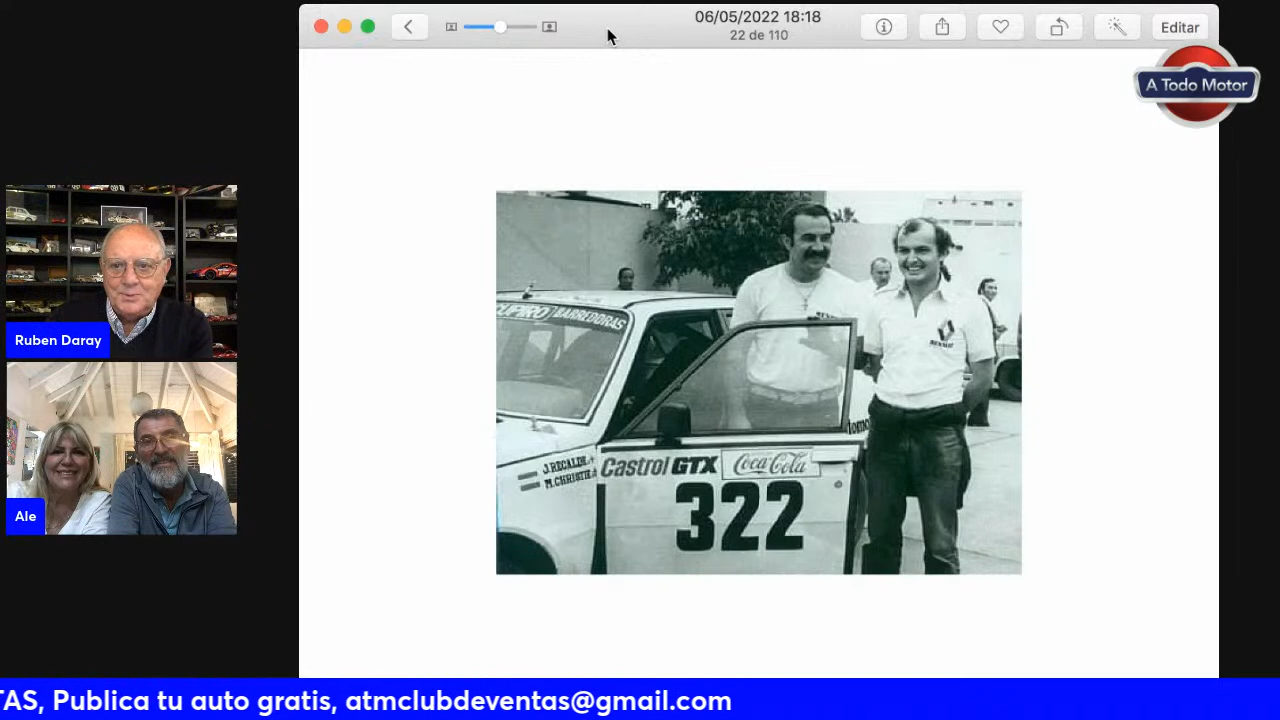 06/05/2022 18:18
22 de 110
Editar
A Todo Motor
BARREDORAS
RENAULT
J.RECALDE
M.CHRISTIE
Castrol GTX
Coca-Cola
322
Ruben Daray
Ale
TAS, Publica tu auto gratis, atmclubdeventas@gmail.com